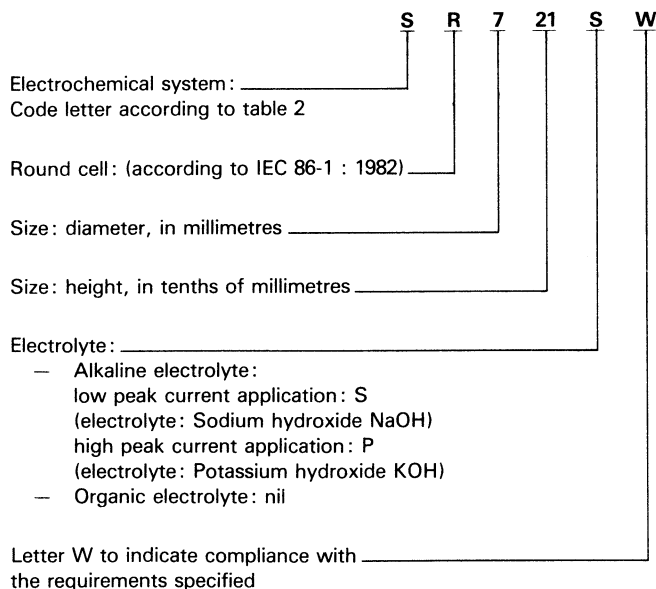 S R 7 21 S W
Electrochemical system:
Code letter according to table 2
Round cell: (according to IEC 86-1 : 1982)
Size: diameter, in millimetres
Size: height, in tenths of millimetres
Electrolyte:
— Alkaline electrolyte:
low peak current application: S
(electrolyte: Sodium hydroxide NaOH)
high peak current application: P
(electrolyte: Potassium hydroxide KOH)
— Organic electrolyte: nil
Letter W to indicate compliance with
the requirements specified